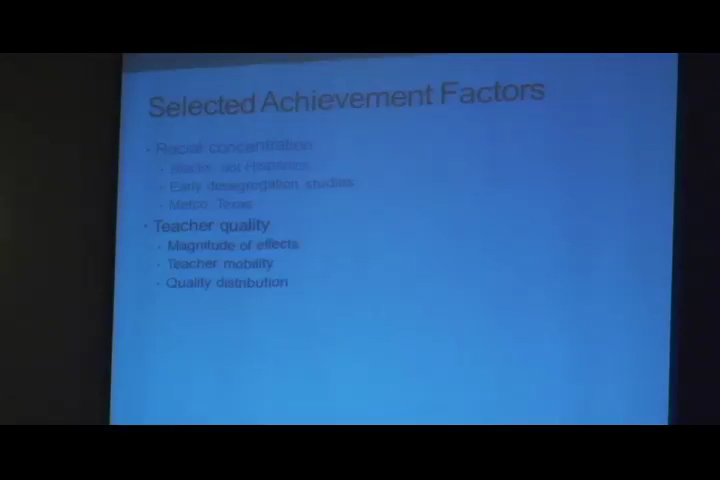 Selected Achievement Factors
• Racial concentration
• Blacks not Hispanics
• Early desegregation studies
• Metro Texas
• Teacher quality
• Magnitude of effects
• Teacher mobility
• Quality distribution